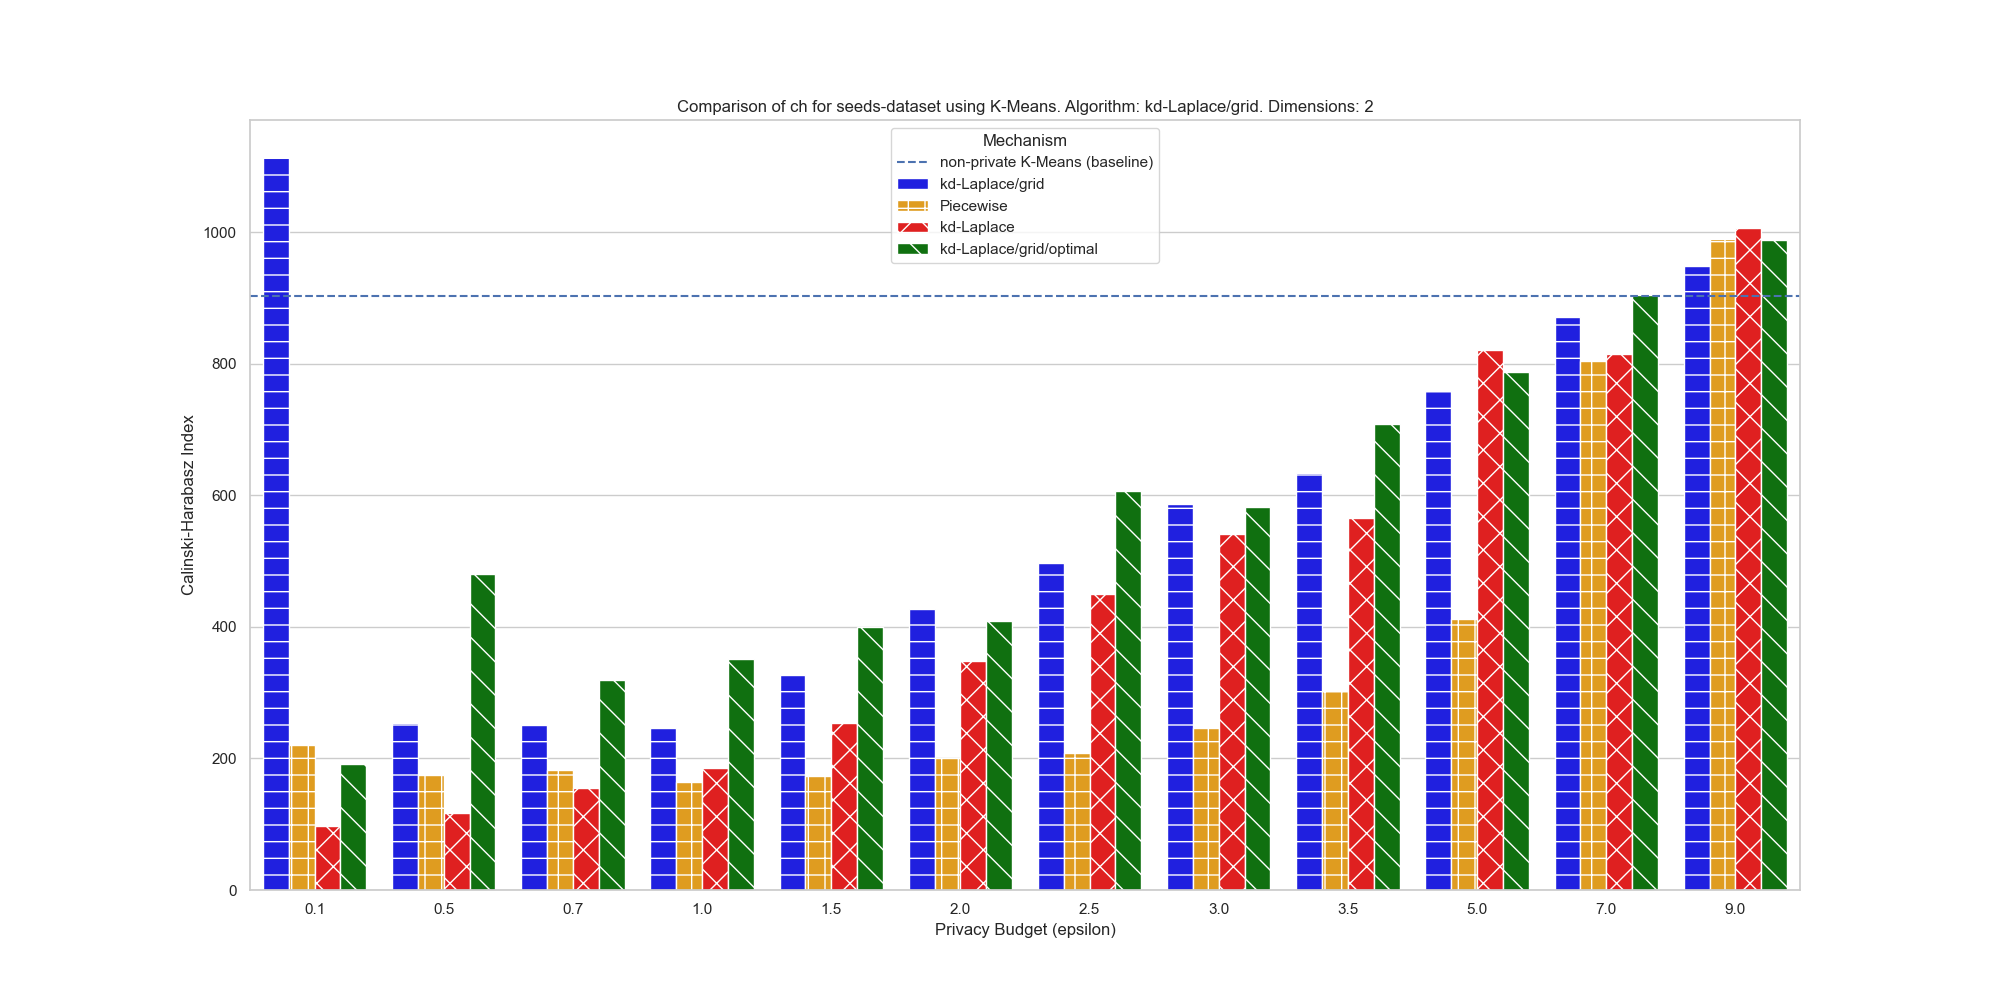 Comparison of ch for seeds-dataset using K-Means. Algorithm: kd-Laplace/grid. Dimensions: 2
Mechanism
non-private K-Means (baseline)
kd-Laplace/grid
Piecewise
kd-Laplace
kd-Laplace/grid/optimal
Calinski-Harabasz Index
1000
800
600
400
200
0
0.1 0.5 0.7 1.0 1.5 2.0 2.5 3.0 3.5 5.0 7.0 9.0
Privacy Budget (epsilon)